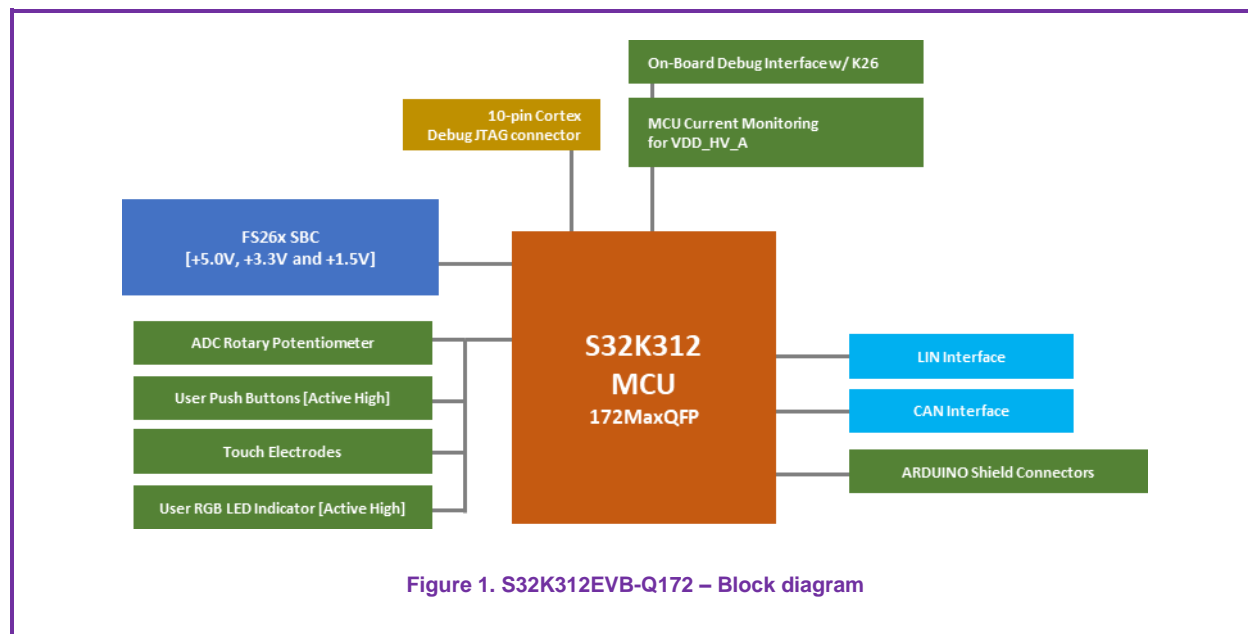 On-Board Debug Interface w/ K26
10-pin Cortex
Debug JTAG connector
MCU Current Monitoring
for VDD_HV_A
FS26x SBC
[+5.0V, +3.3V and +1.5V]
ADC Rotary Potentiometer
User Push Buttons [Active High]
Touch Electrodes
User RGB LED Indicator [Active High]
S32K312
MCU
172MaxQFP
LIN Interface
CAN Interface
ARDUINO Shield Connectors
Figure 1. S32K312EVB-Q172 – Block diagram